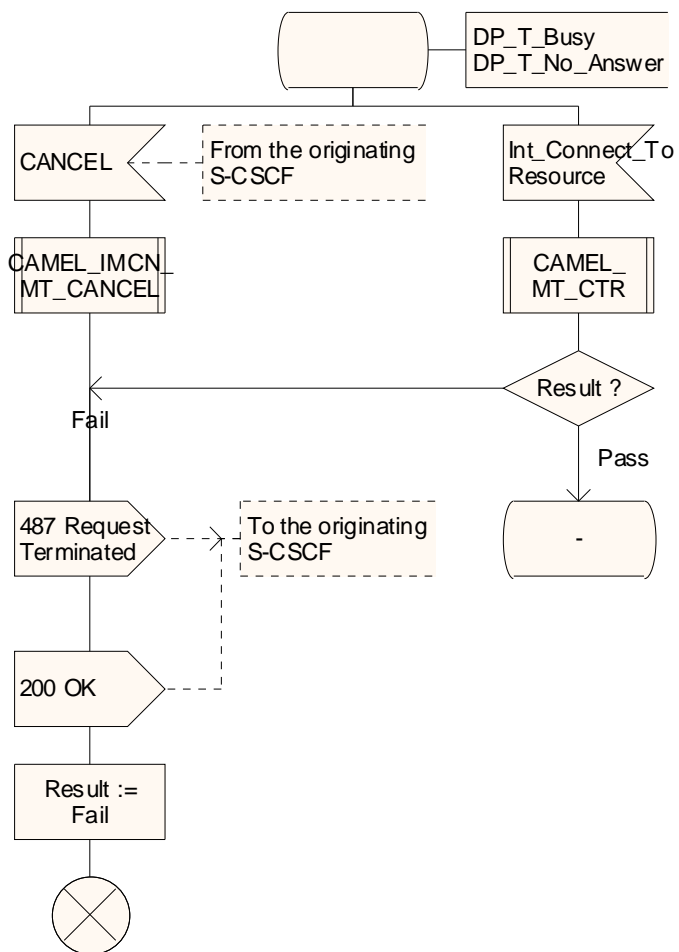 DP_T_Busy
DP_T_No_Answer
CANCEL
From the originating
S-CSCF
Int_Connect_To
Resource
CAMEL_IMCN_
MT_CANCEL
CAMEL_
MT_CTR
Result ?
Fail
Pass
487 Request
Terminated
To the originating
S-CSCF
-
200 OK
Result :=
Fail